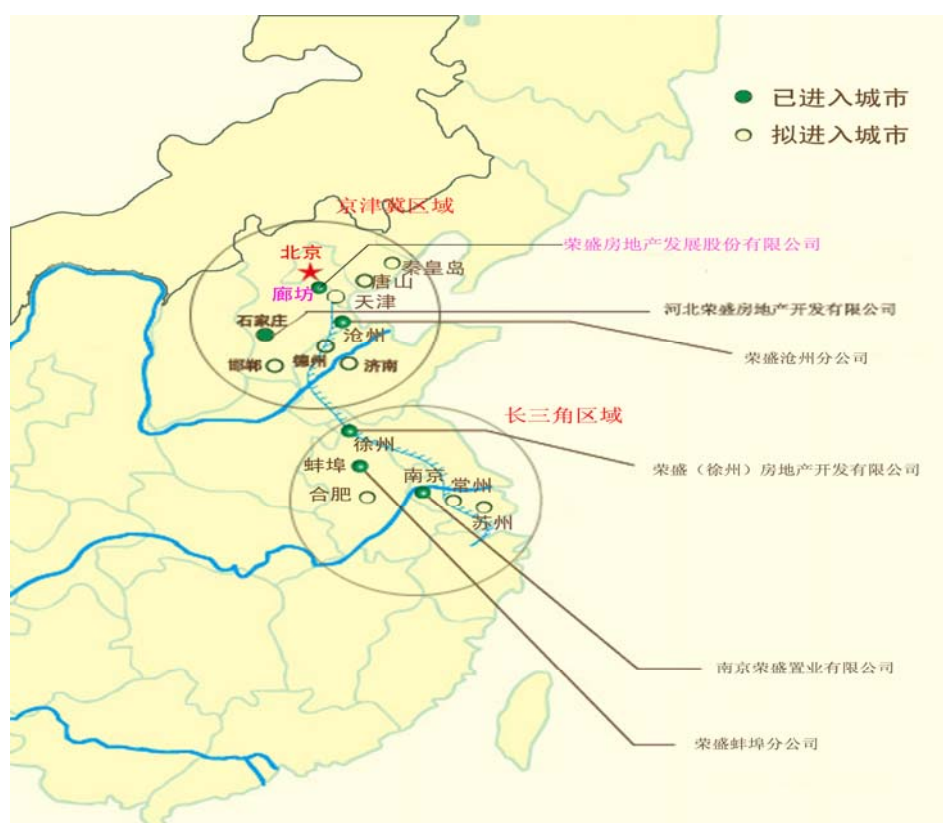 已进入城市
拟进入城市
京津冀区域
北京
荣盛房地产发展股份有限公司
秦皇岛
唐山
廊坊
天津
河北荣盛房地产开发有限公司
石家庄
沧州
荣盛沧州分公司
邯郸
德州
济南
长三角区域
徐州
荣盛（徐州）房地产开发有限公司
蚌埠
南京
常州
合肥
苏州
南京荣盛置业有限公司
荣盛蚌埠分公司